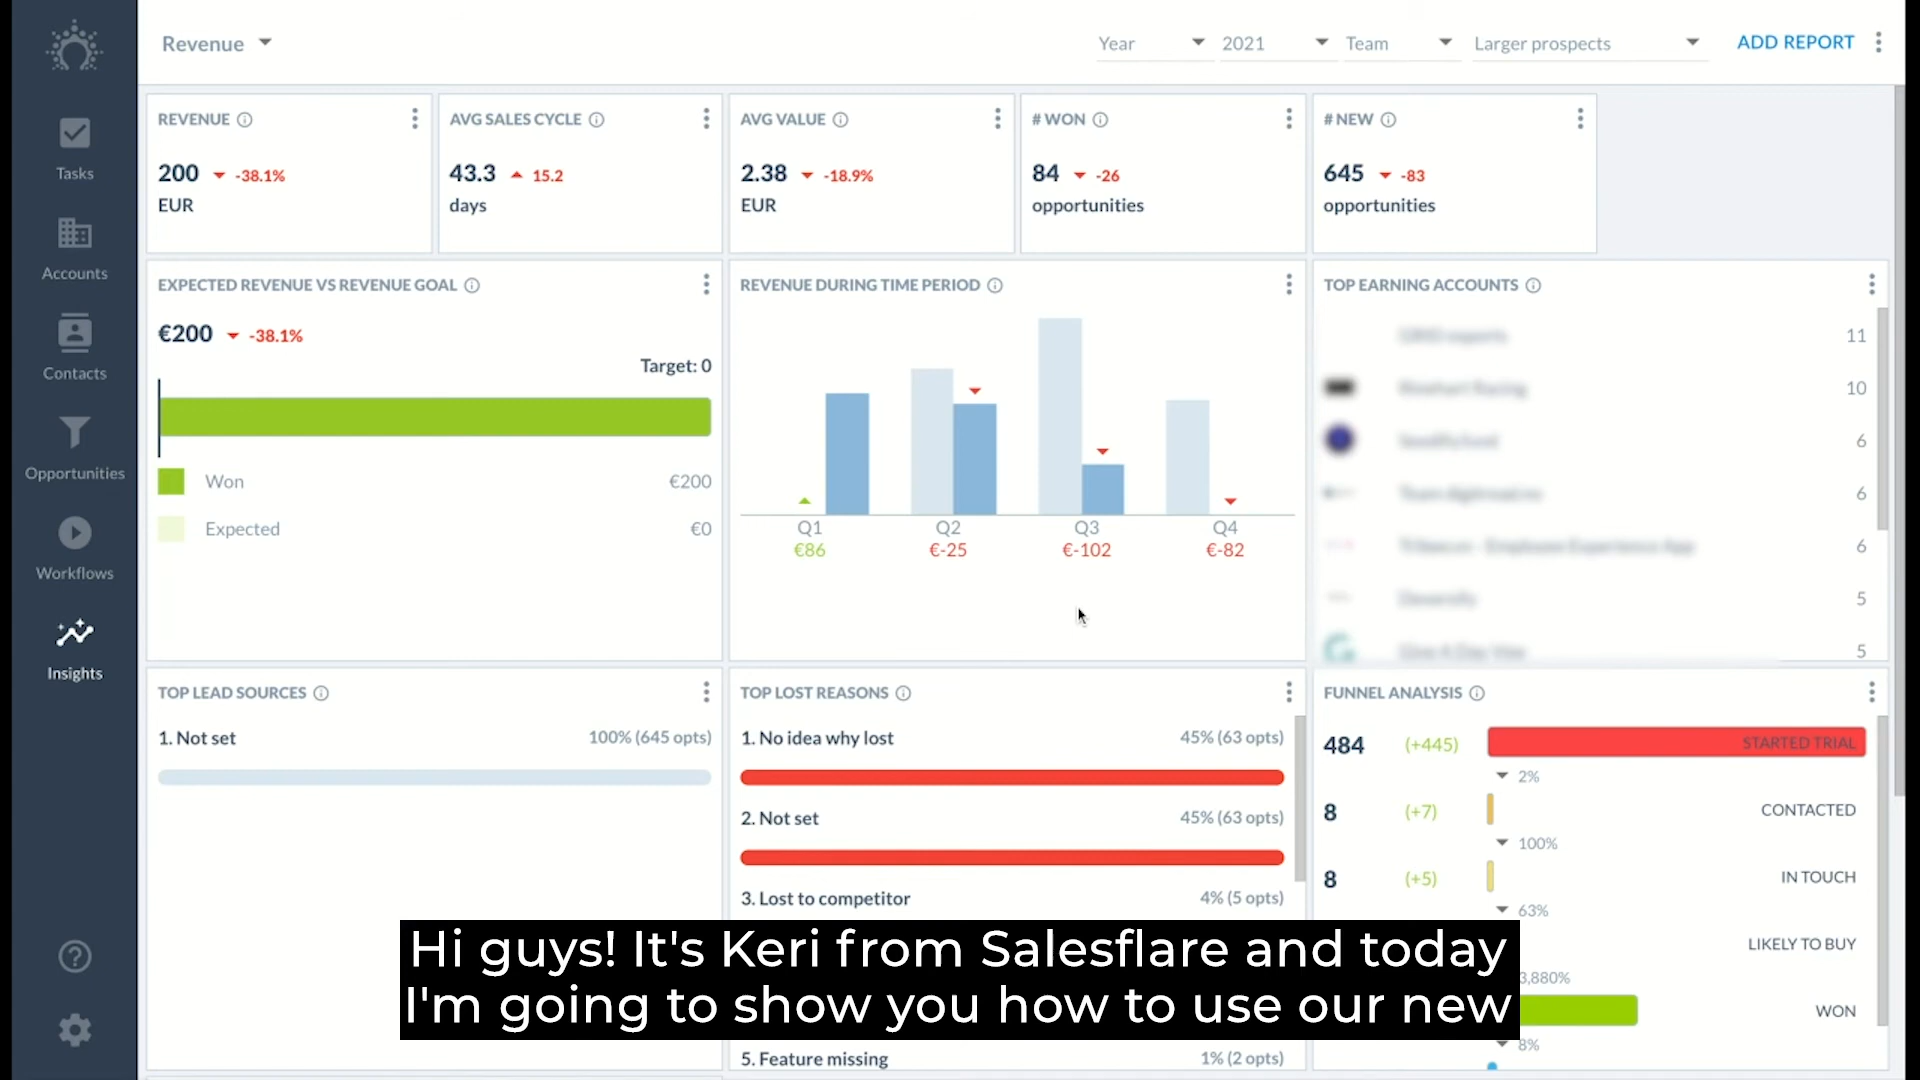 Revenue
Year
2021
Team
Larger prospects
ADD REPORT
Tasks
Accounts
Contacts
Opportunities
Workflows
Insights
REVENUE
200 -38.1%
EUR
AVG SALES CYCLE
43.3 15.2
days
AVG VALUE
2.38 -18.9%
EUR
# WON
84 -26
opportunities
# NEW
645 -83
opportunities
EXPECTED REVENUE VS REVENUE GOAL
€200 -38.1%
Target: 0
Won €200
Expected €0
REVENUE DURING TIME PERIOD
Q1 Q2 Q3 Q4
€86 €-25 €-102 €-82
TOP EARNING ACCOUNTS
11
10
6
6
6
5
5
TOP LEAD SOURCES
1. Not set 100% (645 opts)
TOP LOST REASONS
1. No idea why lost 45% (63 opts)
2. Not set 45% (63 opts)
3. Lost to competitor 4% (5 opts)
5. Feature missing 1% (2 opts)
FUNNEL ANALYSIS
484 (+445) STARTED TRIAL
2%
8 (+7) CONTACTED
100%
8 (+5) IN TOUCH
63%
LIKELY TO BUY
3,880%
WON
8%
Hi guys! It's Keri from Salesflare and today
I'm going to show you how to use our new